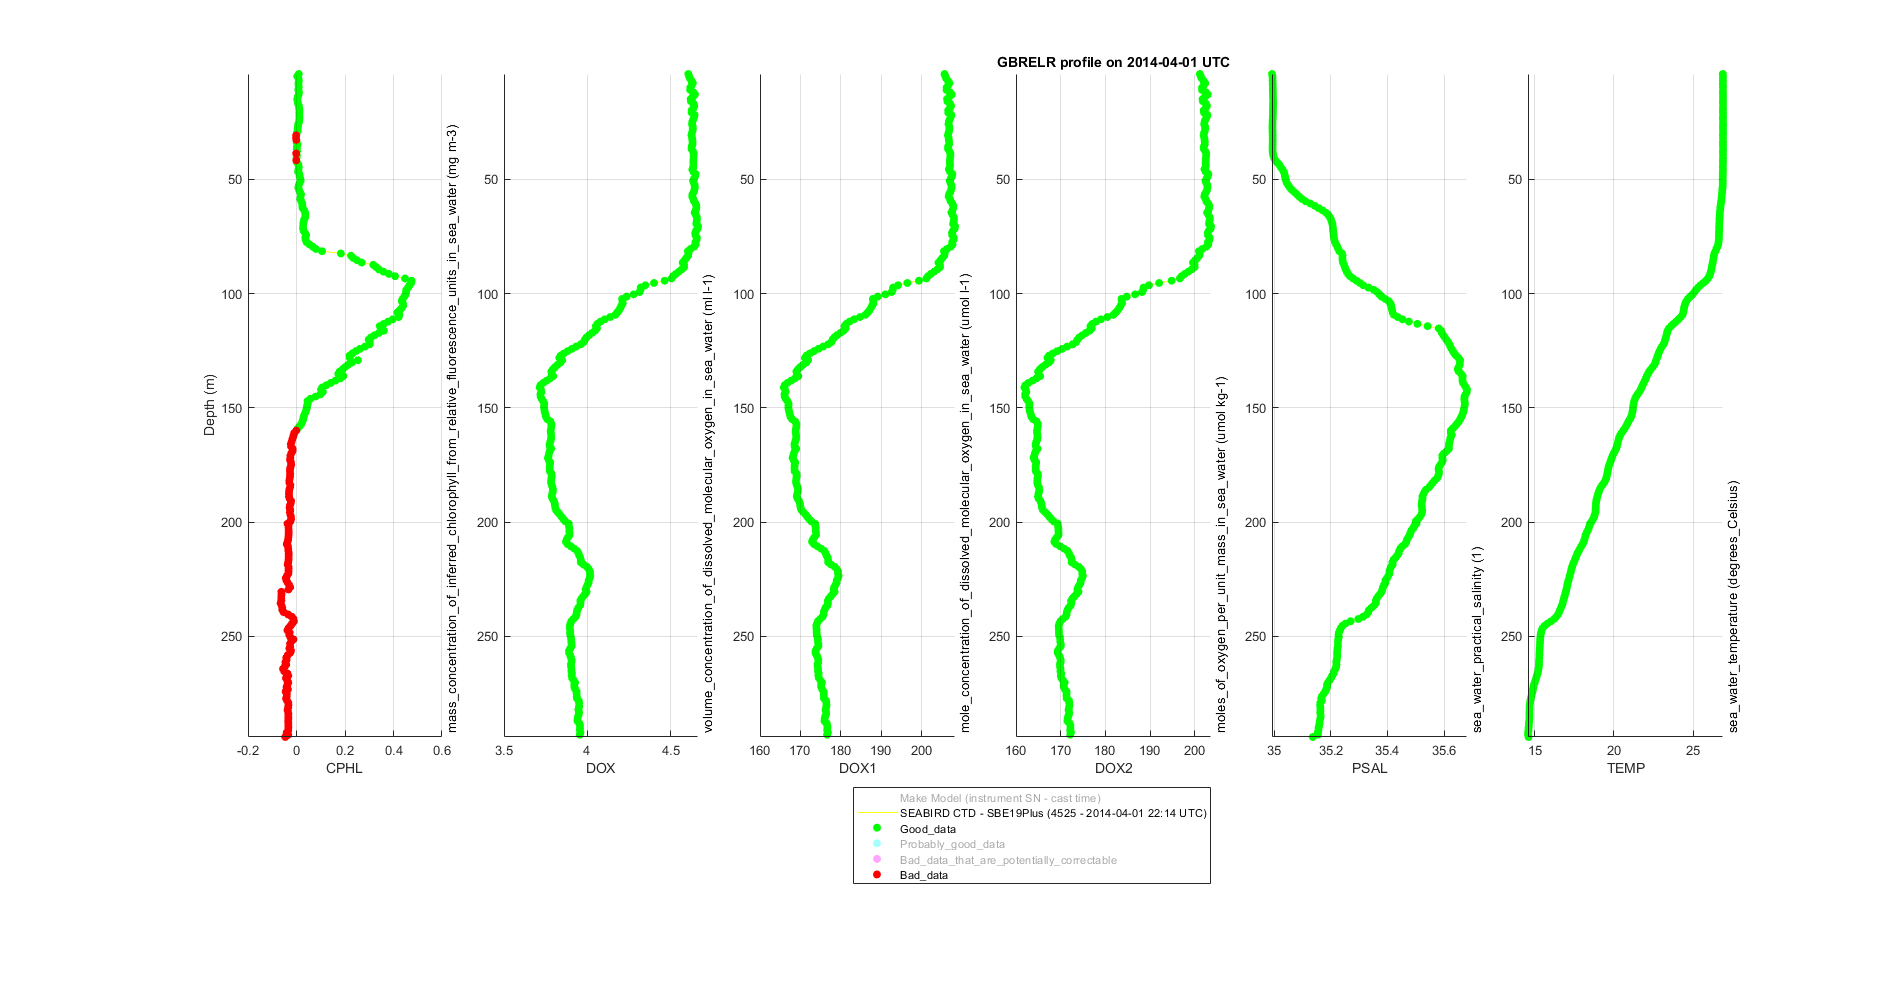 GBRELR profile on 2014-04-01 UTC
Depth (m)
50
100
150
200
250
-0.2 0 0.2 0.4 0.6
CPHL
mass_concentration_of_inferred_chlorophyll_from_relative_fluorescence_units_in_sea_water (mg m-3)
50
100
150
200
250
3.5 4 4.5
DOX
volume_concentration_of_dissolved_molecular_oxygen_in_sea_water (ml l-1)
50
100
150
200
250
160 170 180 190 200
DOX1
mole_concentration_of_dissolved_molecular_oxygen_in_sea_water (umol l-1)
50
100
150
200
250
160 170 180 190 200
DOX2
moles_of_oxygen_per_unit_mass_in_sea_water (umol kg-1)
50
100
150
200
250
35 35.2 35.4 35.6
PSAL
sea_water_practical_salinity (1)
50
100
150
200
250
15 20 25
TEMP
sea_water_temperature (degrees_Celsius)
Make Model (instrument SN - cast time)
SEABIRD CTD - SBE19Plus (4525 - 2014-04-01 22:14 UTC)
Good_data
Probably_good_data
Bad_data_that_are_potentially_correctable
Bad_data